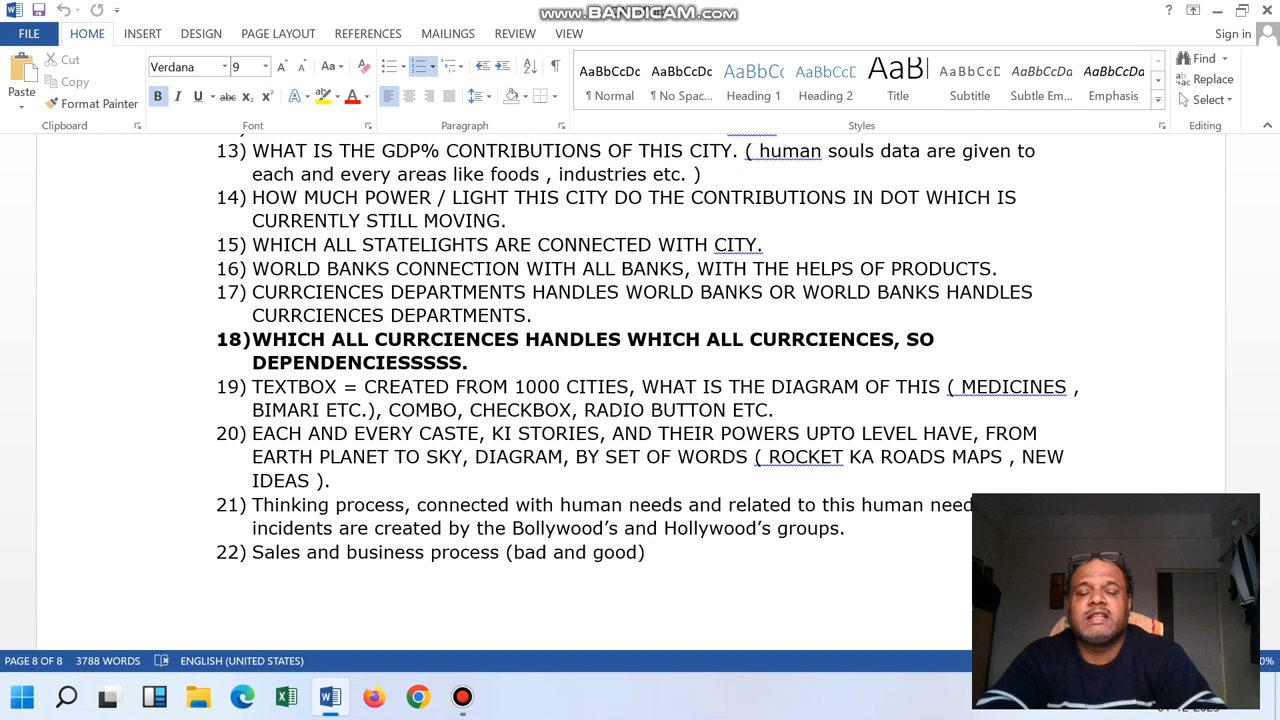 www.BANDICAM.com
? 
FILE HOME INSERT DESIGN PAGE LAYOUT REFERENCES MAILINGS REVIEW VIEW Sign in
Paste Cut Copy Format Painter
Verdana 9 Aa
B I U abc x₂ x² A A
AaBbCcDc AaBbCcDc AaBbCc AaBbCcD AaB AaBbCcD AaBbCcDc AaBbCcDc
¶ Normal ¶ No Spac... Heading 1 Heading 2 Title Subtitle Subtle Em... Emphasis
Find Replace Select
Clipboard Font Paragraph Styles Editing
13) WHAT IS THE GDP% CONTRIBUTIONS OF THIS CITY. ( human souls data are given to
each and every areas like foods , industries etc. )
14) HOW MUCH POWER / LIGHT THIS CITY DO THE CONTRIBUTIONS IN DOT WHICH IS
CURRENTLY STILL MOVING.
15) WHICH ALL STATELIGHTS ARE CONNECTED WITH CITY.
16) WORLD BANKS CONNECTION WITH ALL BANKS, WITH THE HELPS OF PRODUCTS.
17) CURRCIENCES DEPARTMENTS HANDLES WORLD BANKS OR WORLD BANKS HANDLES
CURRCIENCES DEPARTMENTS.
18) WHICH ALL CURRCIENCES HANDLES WHICH ALL CURRCIENCES, SO
DEPENDENCIESSSSS.
19) TEXTBOX = CREATED FROM 1000 CITIES, WHAT IS THE DIAGRAM OF THIS ( MEDICINES ,
BIMARI ETC.), COMBO, CHECKBOX, RADIO BUTTON ETC.
20) EACH AND EVERY CASTE, KI STORIES, AND THEIR POWERS UPTO LEVEL HAVE, FROM
EARTH PLANET TO SKY, DIAGRAM, BY SET OF WORDS ( ROCKET KA ROADS MAPS , NEW
IDEAS ).
21) Thinking process, connected with human needs and related to this human need
incidents are created by the Bollywood's and Hollywood's groups.
22) Sales and business process (bad and good)
PAGE 8 OF 8 3788 WORDS ENGLISH (UNITED STATES)